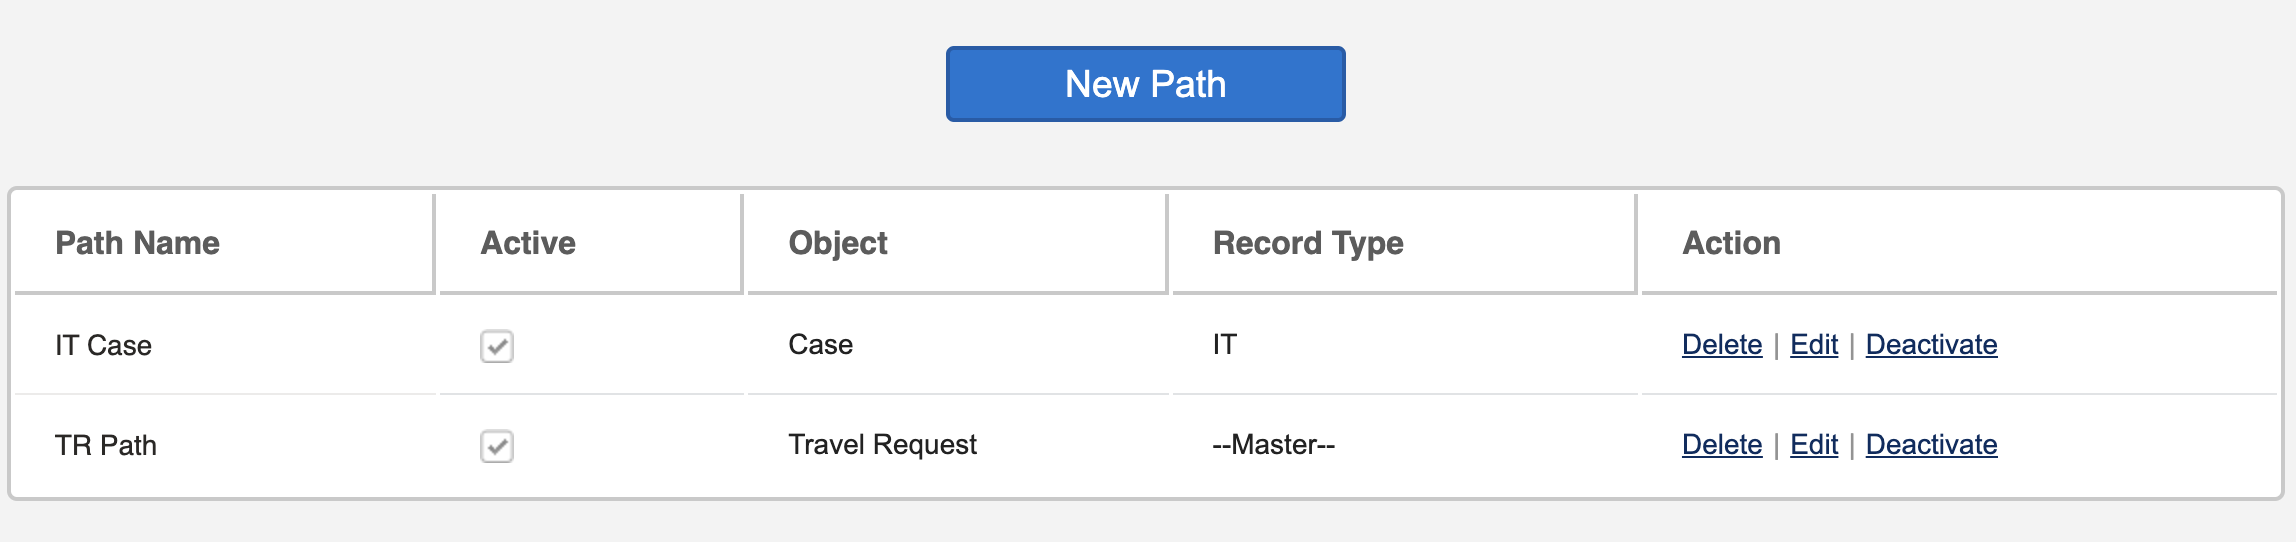 New Path
Path Name Active Object Record Type Action
IT Case Case IT Delete | Edit | Deactivate
TR Path Travel Request --Master-- Delete | Edit | Deactivate